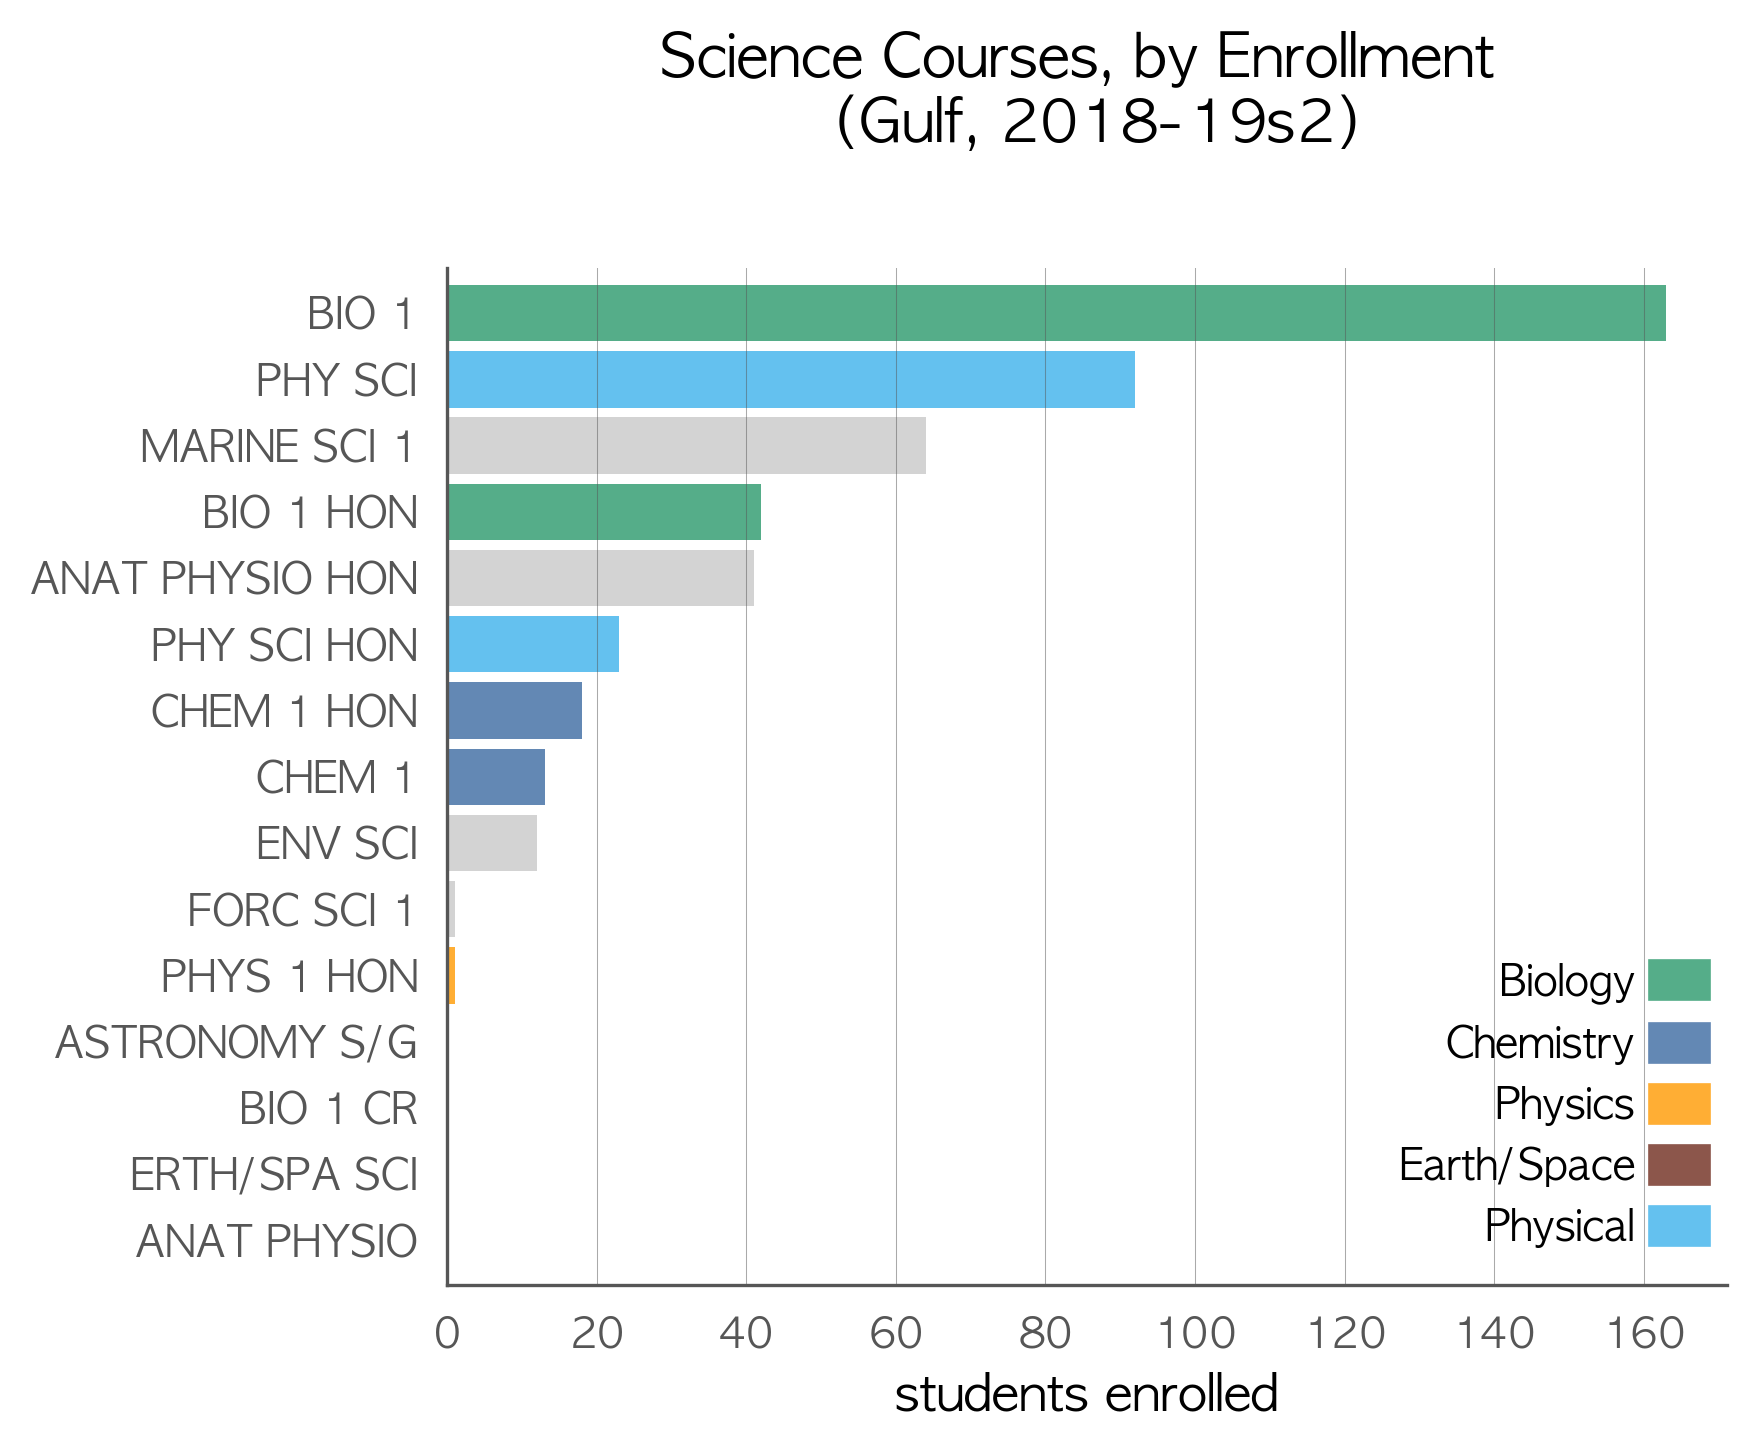 Science Courses, by Enrollment
(Gulf, 2018-19s2)
BIO 1
PHY SCI
MARINE SCI 1
BIO 1 HON
ANAT PHYSIO HON
PHY SCI HON
CHEM 1 HON
CHEM 1
ENV SCI
FORC SCI 1
PHYS 1 HON
ASTRONOMY S/G
BIO 1 CR
ERTH/SPA SCI
ANAT PHYSIO
Biology
Chemistry
Physics
Earth/Space
Physical
0 20 40 60 80 100 120 140 160
students enrolled